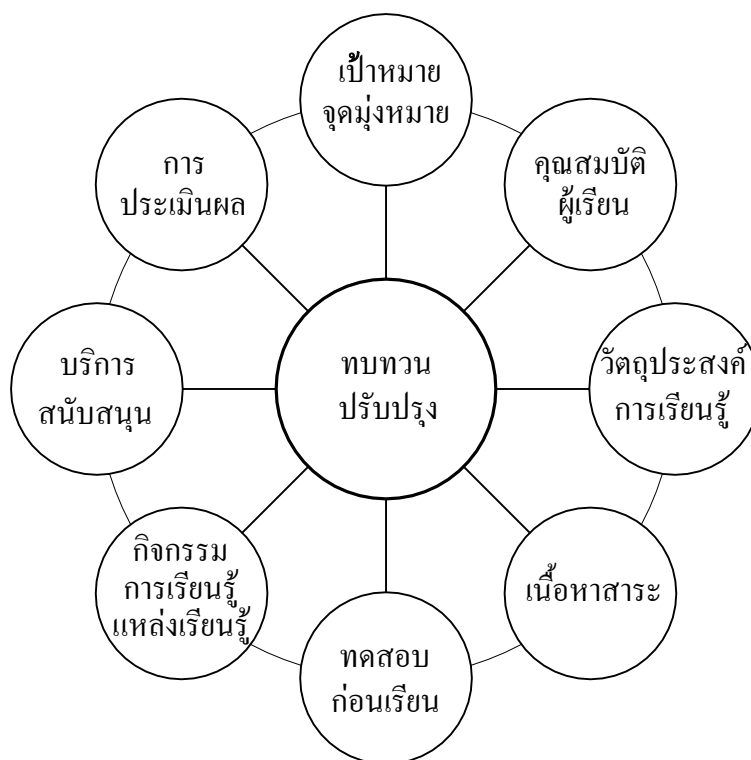 เป้าหมาย
จุดมุ่งหมาย
คุณสมบัติ
ผู้เรียน
วัตถุประสงค์
การเรียนรู้
เนื้อหาสาระ
ทดสอบ
ก่อนเรียน
กิจกรรม
การเรียนรู้
แหล่งเรียนรู้
บริการ
สนับสนุน
การ
ประเมินผล
ทบทวน
ปรับปรุง